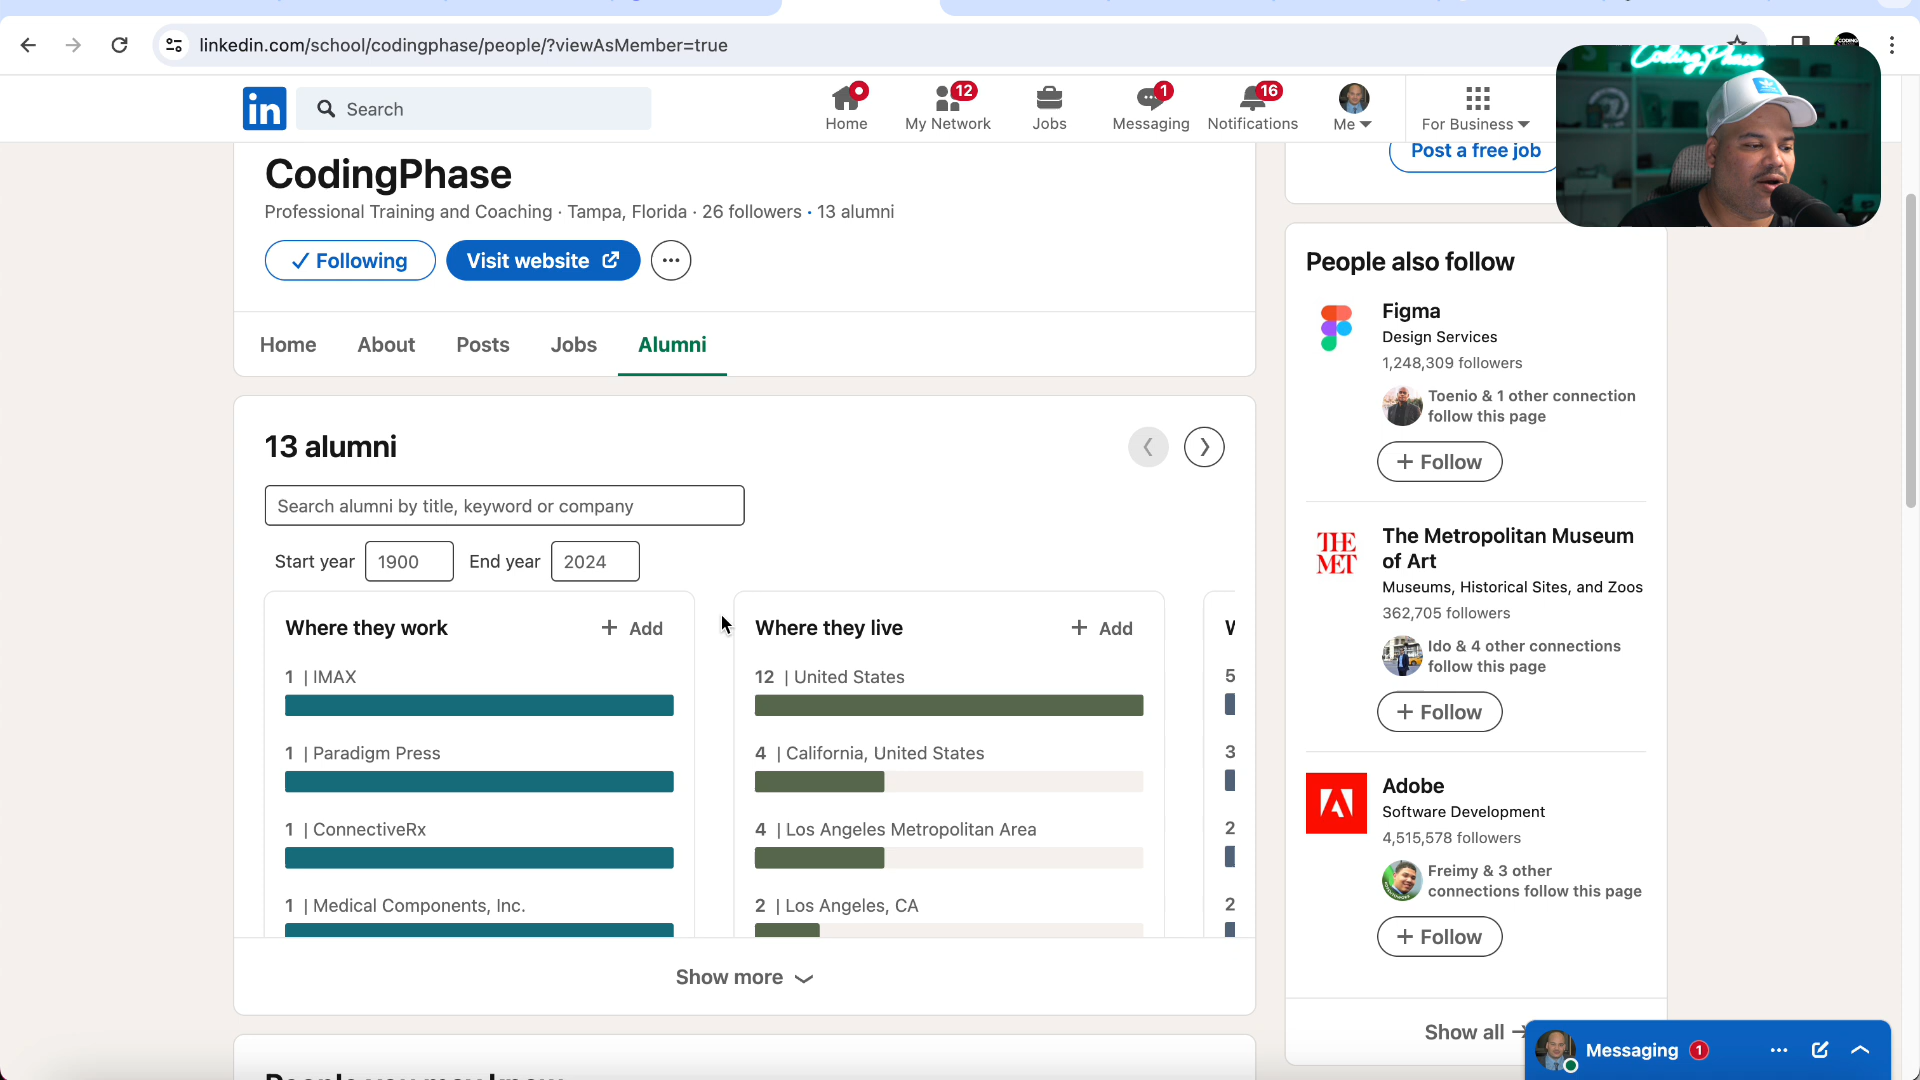 linkedin.com/school/codingphase/people/?viewAsMember=true
CODING
CodingPhase
in
Search
Home
12
My Network
Jobs
1
Messaging
16
Notifications
Me
For Business
Post a free job
CodingPhase
Professional Training and Coaching · Tampa, Florida · 26 followers · 13 alumni
Following
Visit website
Home
About
Posts
Jobs
Alumni
13 alumni
Search alumni by title, keyword or company
Start year
1900
End year
2024
Where they work
+ Add
1 | IMAX
1 | Paradigm Press
1 | ConnectiveRx
1 | Medical Components, Inc.
Where they live
+ Add
12 | United States
4 | California, United States
4 | Los Angeles Metropolitan Area
2 | Los Angeles, CA
5
3
2
2
Show more
People also follow
Figma
Design Services
1,248,309 followers
Toenio & 1 other connection
follow this page
+ Follow
THE
MET
The Metropolitan Museum
of Art
Museums, Historical Sites, and Zoos
362,705 followers
Ido & 4 other connections
follow this page
+ Follow
Adobe
Software Development
4,515,578 followers
Freimy & 3 other
connections follow this page
+ Follow
Show all →
Messaging
1